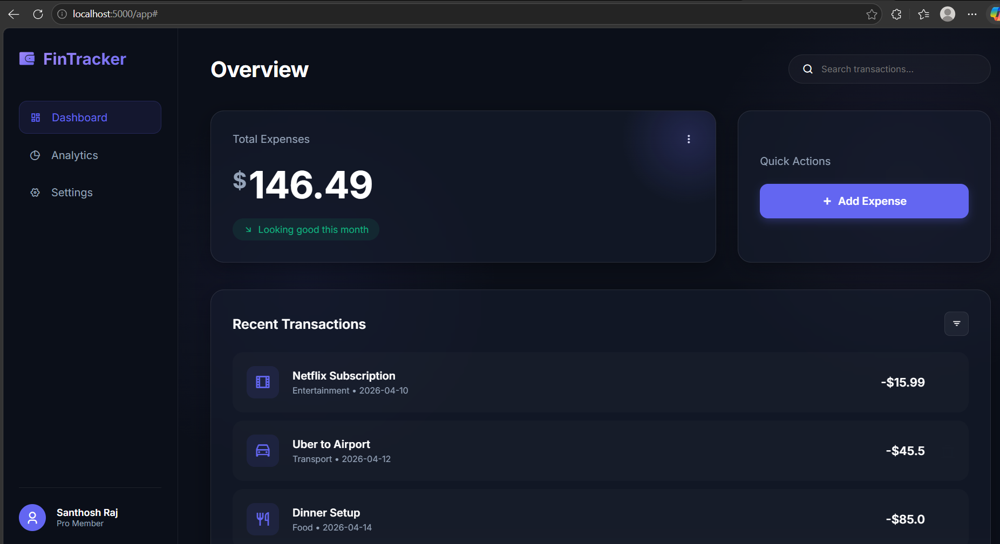 localhost:5000/app#
FinTracker
Dashboard
Analytics
Settings
Santhosh Raj
Pro Member
Overview
Search transactions...
Total Expenses
$146.49
Looking good this month
Quick Actions
+ Add Expense
Recent Transactions
Netflix Subscription
Entertainment • 2026-04-10
-$15.99
Uber to Airport
Transport • 2026-04-12
-$45.5
Dinner Setup
Food • 2026-04-14
-$85.0